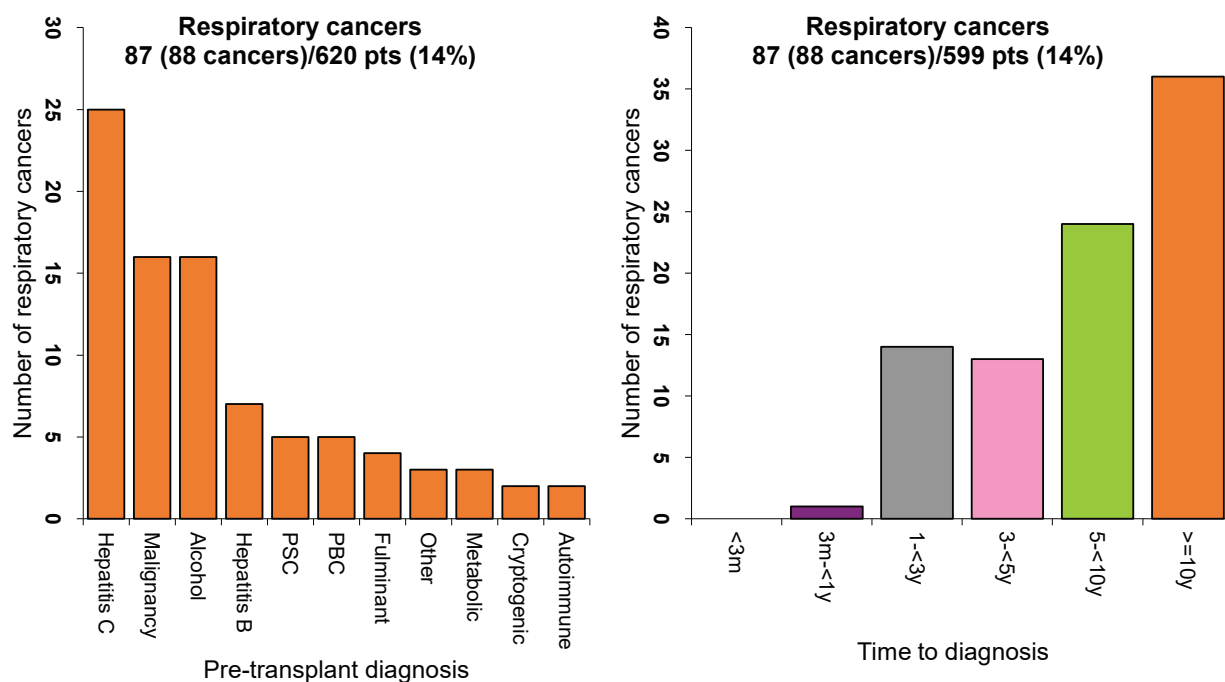 Respiratory cancers
87 (88 cancers)/620 pts (14%)
Number of respiratory cancers
30
25
20
15
10
5
0
Hepatitis C
Malignancy
Alcohol
Hepatitis B
PSC
PBC
Fulminant
Other
Metabolic
Cryptogenic
Autoimmune
Pre-transplant diagnosis
Respiratory cancers
87 (88 cancers)/599 pts (14%)
Number of respiratory cancers
40
35
30
25
20
15
10
5
0
<3m
3m-<1y
1-<3y
3-<5y
5-<10y
>=10y
Time to diagnosis